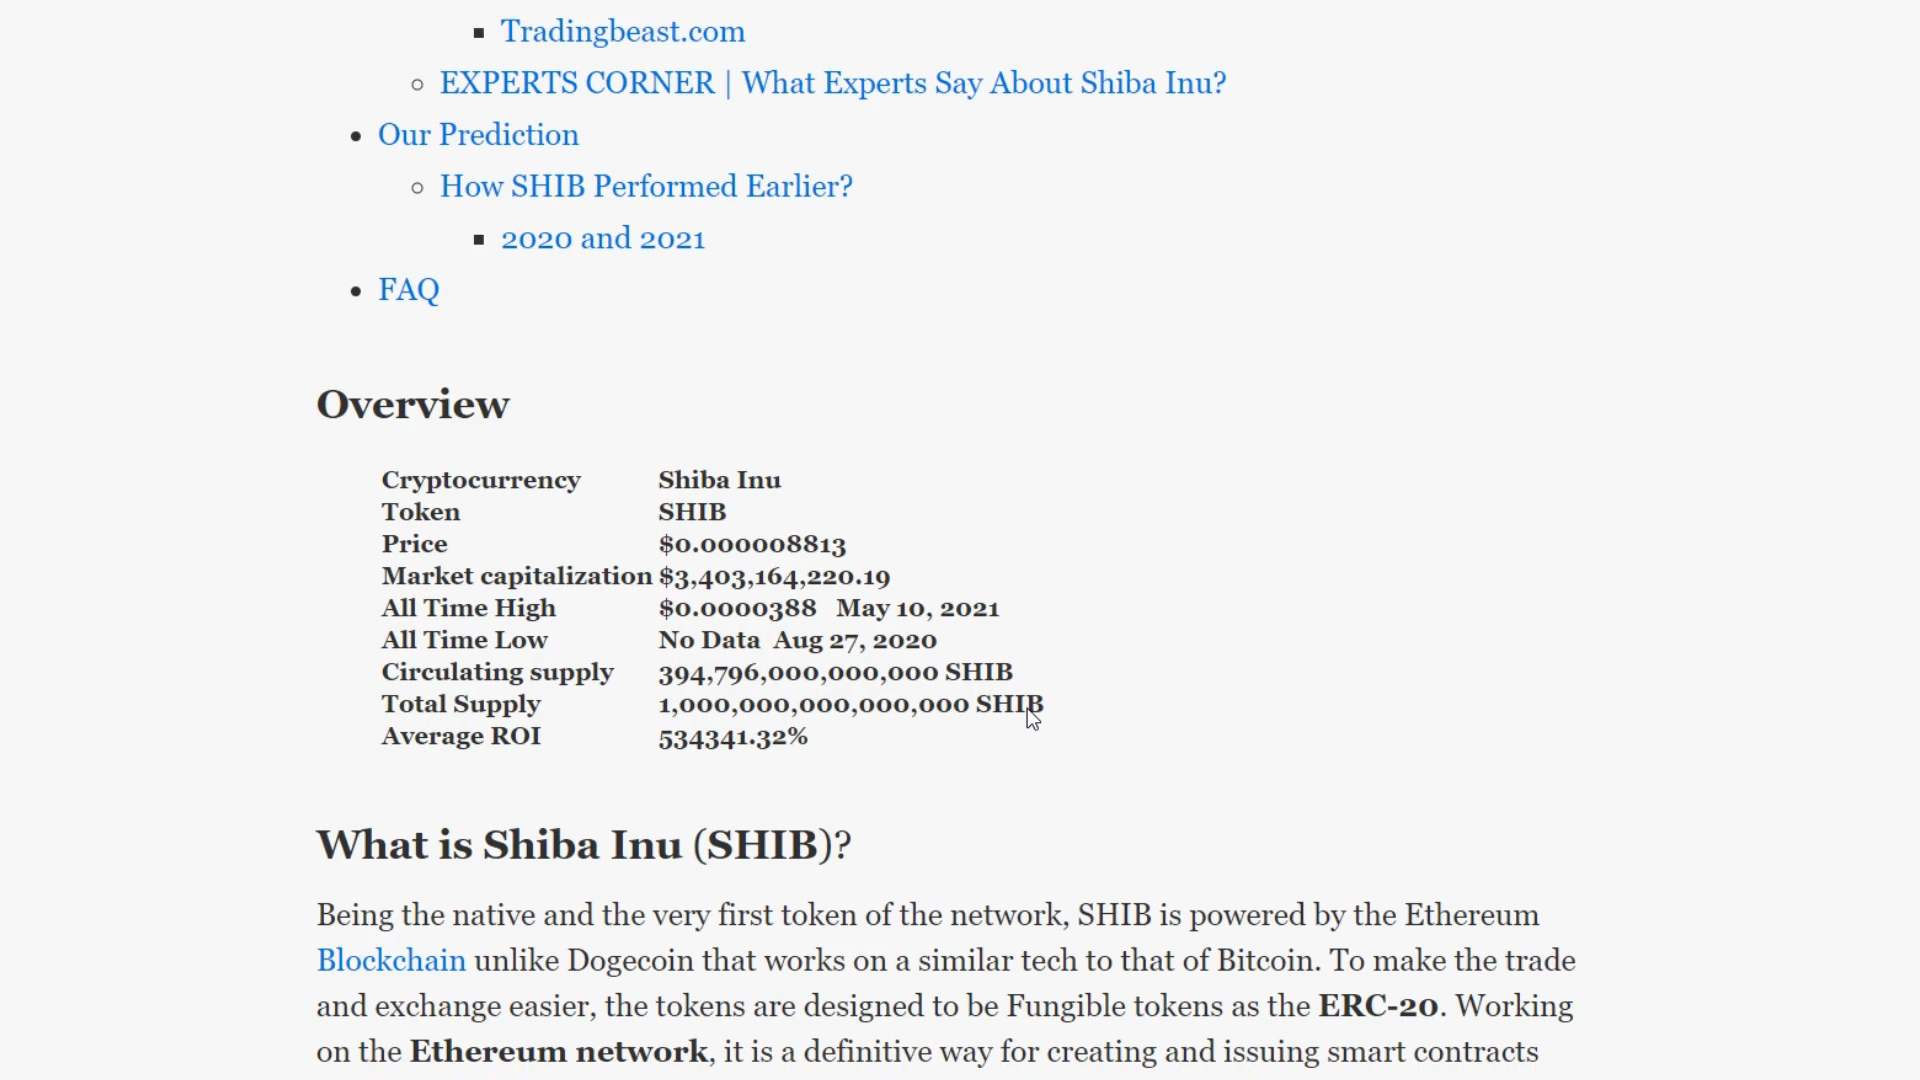 Tradingbeast.com
EXPERTS CORNER | What Experts Say About Shiba Inu?
Our Prediction
How SHIB Performed Earlier?
2020 and 2021
FAQ
Overview
Cryptocurrency Shiba Inu
Token SHIB
Price $0.000008813
Market capitalization $3,403,164,220.19
All Time High $0.0000388 May 10, 2021
All Time Low No Data Aug 27, 2020
Circulating supply 394,796,000,000,000 SHIB
Total Supply 1,000,000,000,000,000 SHIB
Average ROI 534341.32%
What is Shiba Inu (SHIB)?
Being the native and the very first token of the network, SHIB is powered by the Ethereum
Blockchain unlike Dogecoin that works on a similar tech to that of Bitcoin. To make the trade
and exchange easier, the tokens are designed to be Fungible tokens as the ERC-20. Working
on the Ethereum network, it is a definitive way for creating and issuing smart contracts